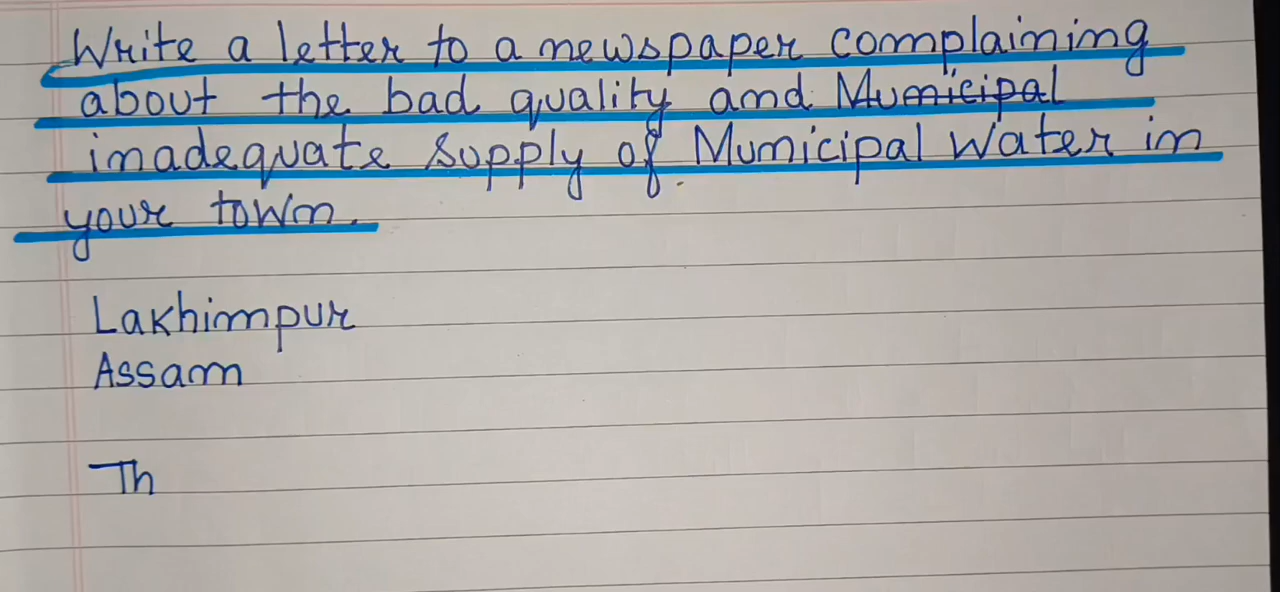 Write a letter to a newspaper complaining
about the bad quality and Municipal
inadequate supply of Municipal Water in
your town.
Lakhimpur
Assam
Th